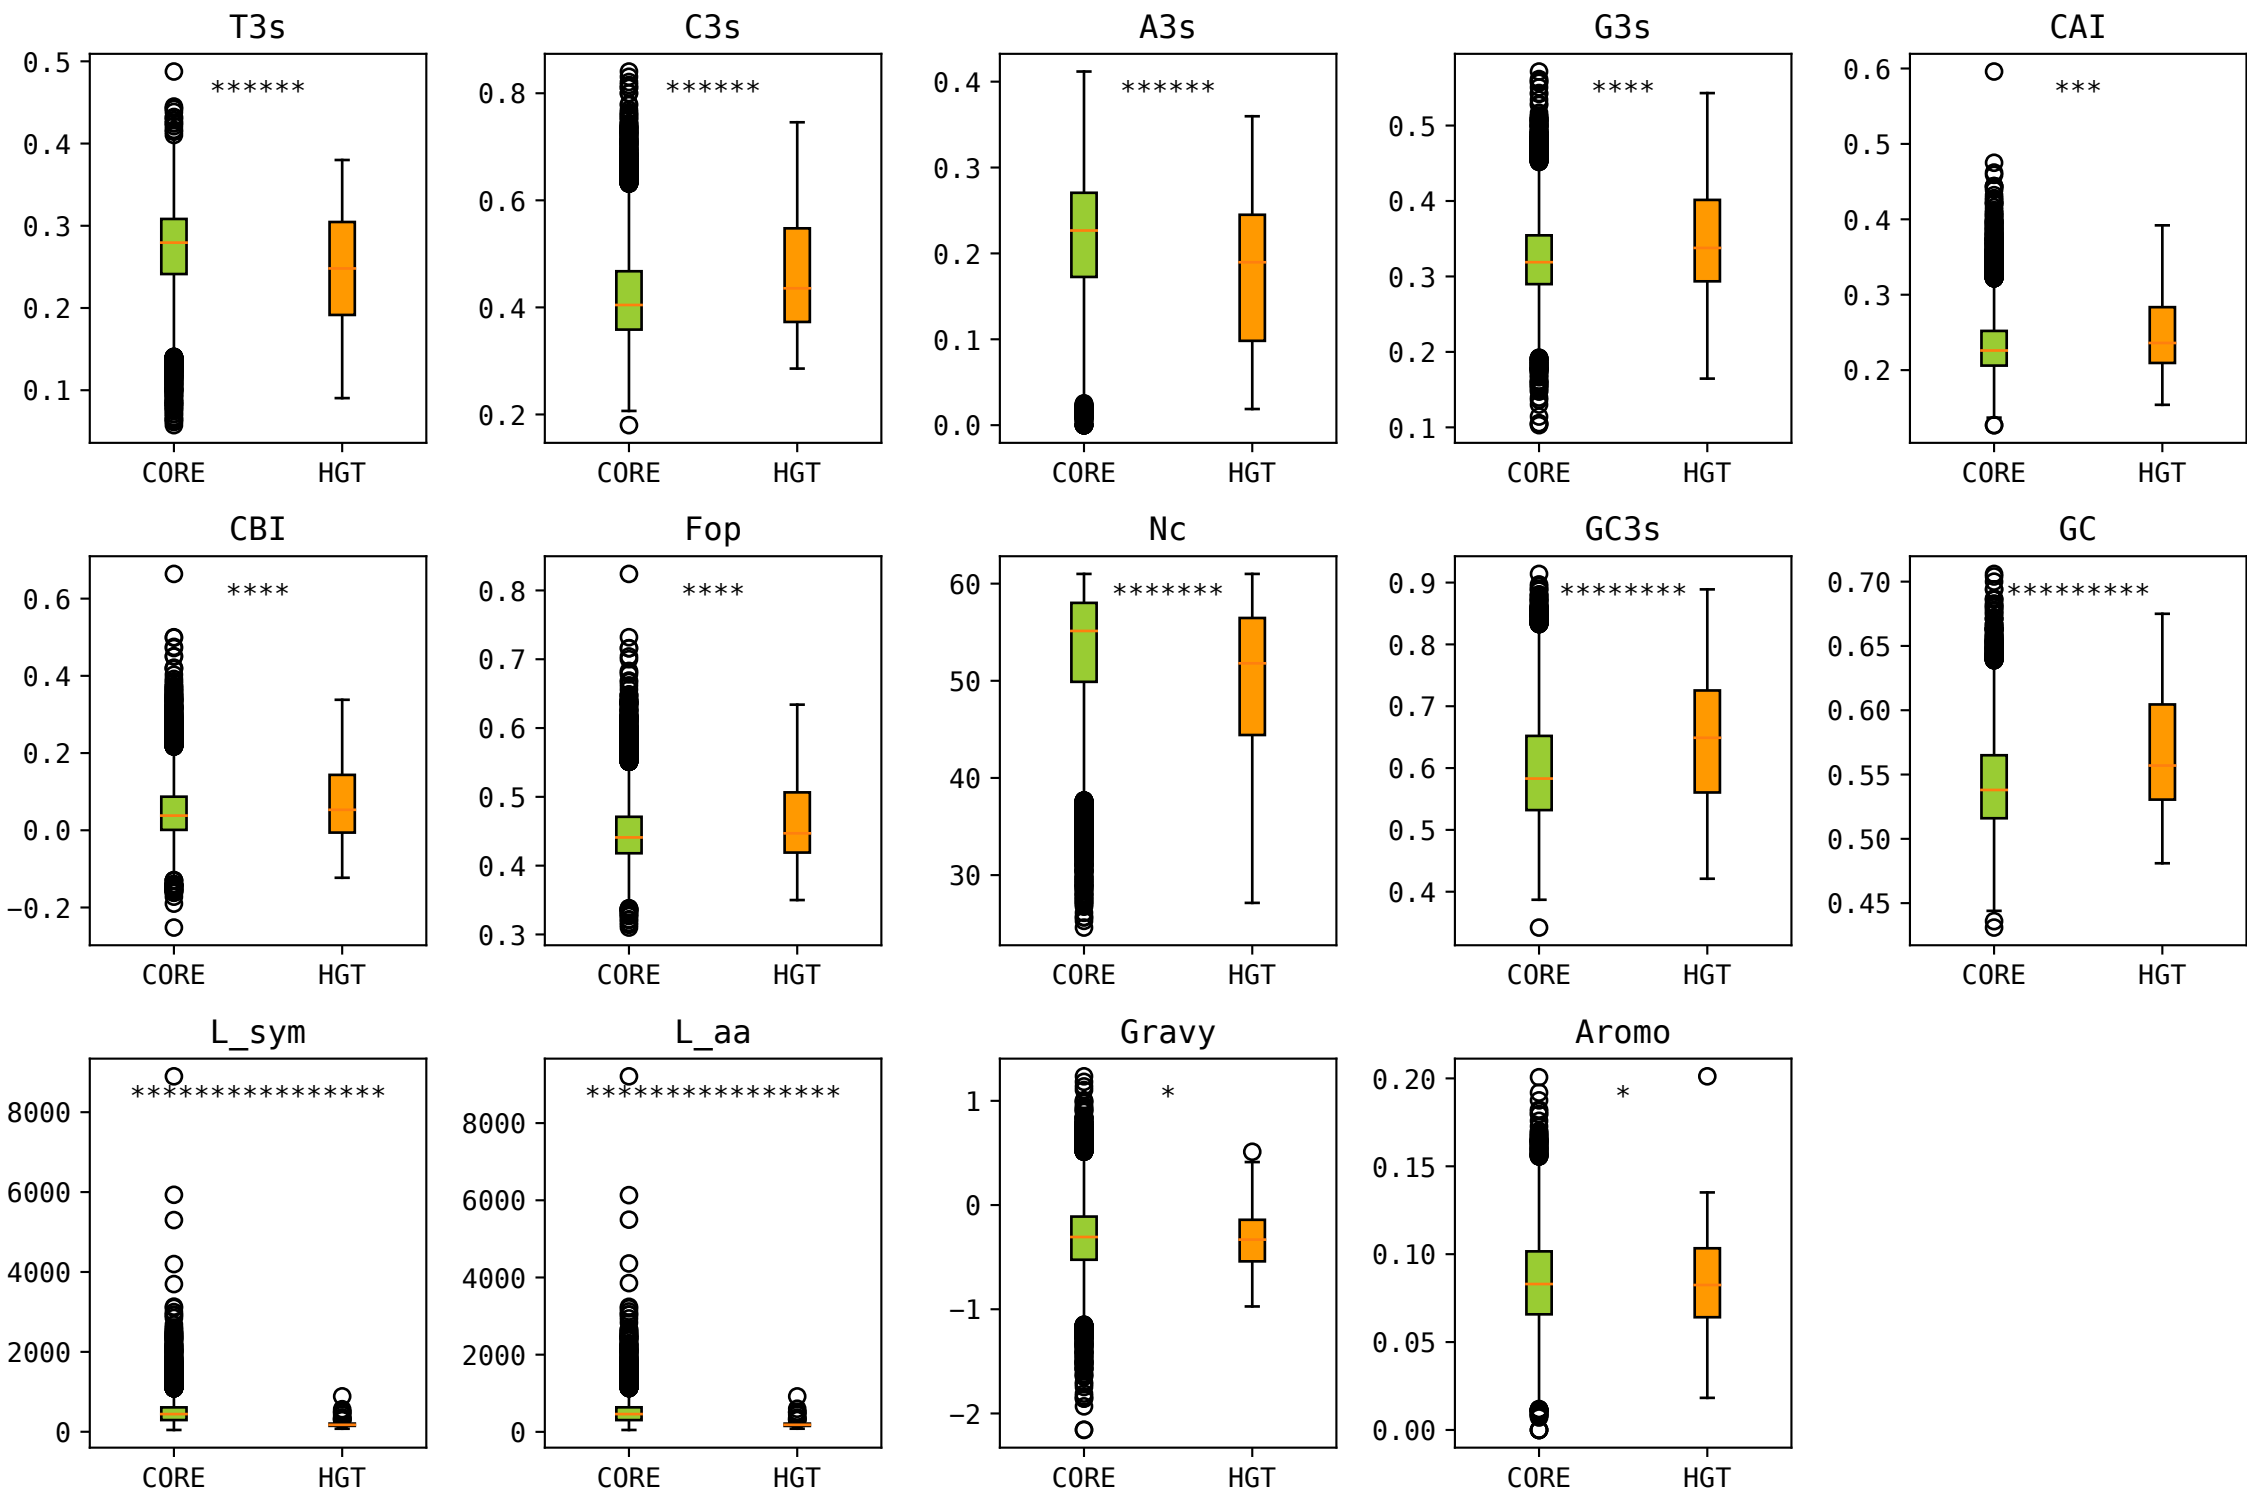 T3s
0.5
0.4
0.3
0.2
0.1
******
CORE
HGT
C3s
0.8
0.6
0.4
0.2
******
CORE
HGT
A3s
0.4
0.3
0.2
0.1
0.0
******
CORE
HGT
G3s
0.5
0.4
0.3
0.2
0.1
****
CORE
HGT
CAI
0.6
0.5
0.4
0.3
0.2
***
CORE
HGT
CBI
0.6
0.4
0.2
0.0
−0.2
****
CORE
HGT
Fop
0.8
0.7
0.6
0.5
0.4
0.3
****
CORE
HGT
Nc
60
50
40
30
*******
CORE
HGT
GC3s
0.9
0.8
0.7
0.6
0.5
0.4
********
CORE
HGT
GC
0.70
0.65
0.60
0.55
0.50
0.45
*********
CORE
HGT
L_sym
8000
6000
4000
2000
0
****************
CORE
HGT
L_aa
8000
6000
4000
2000
0
****************
CORE
HGT
Gravy
1
0
−1
−2
*
CORE
HGT
Aromo
0.20
0.15
0.10
0.05
0.00
*
CORE
HGT